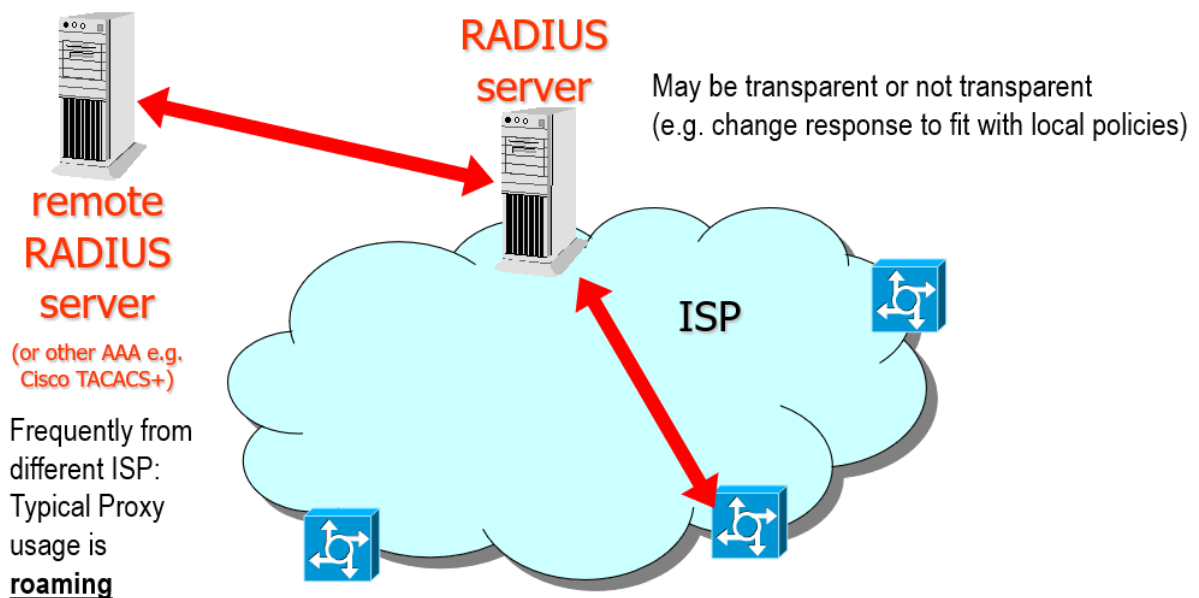 RADIUS
server
May be transparent or not transparent
(e.g. change response to fit with local policies)
remote
RADIUS
server
(or other AAA e.g.
Cisco TACACS+)
Frequently from
different ISP:
Typical Proxy
usage is
roaming
ISP